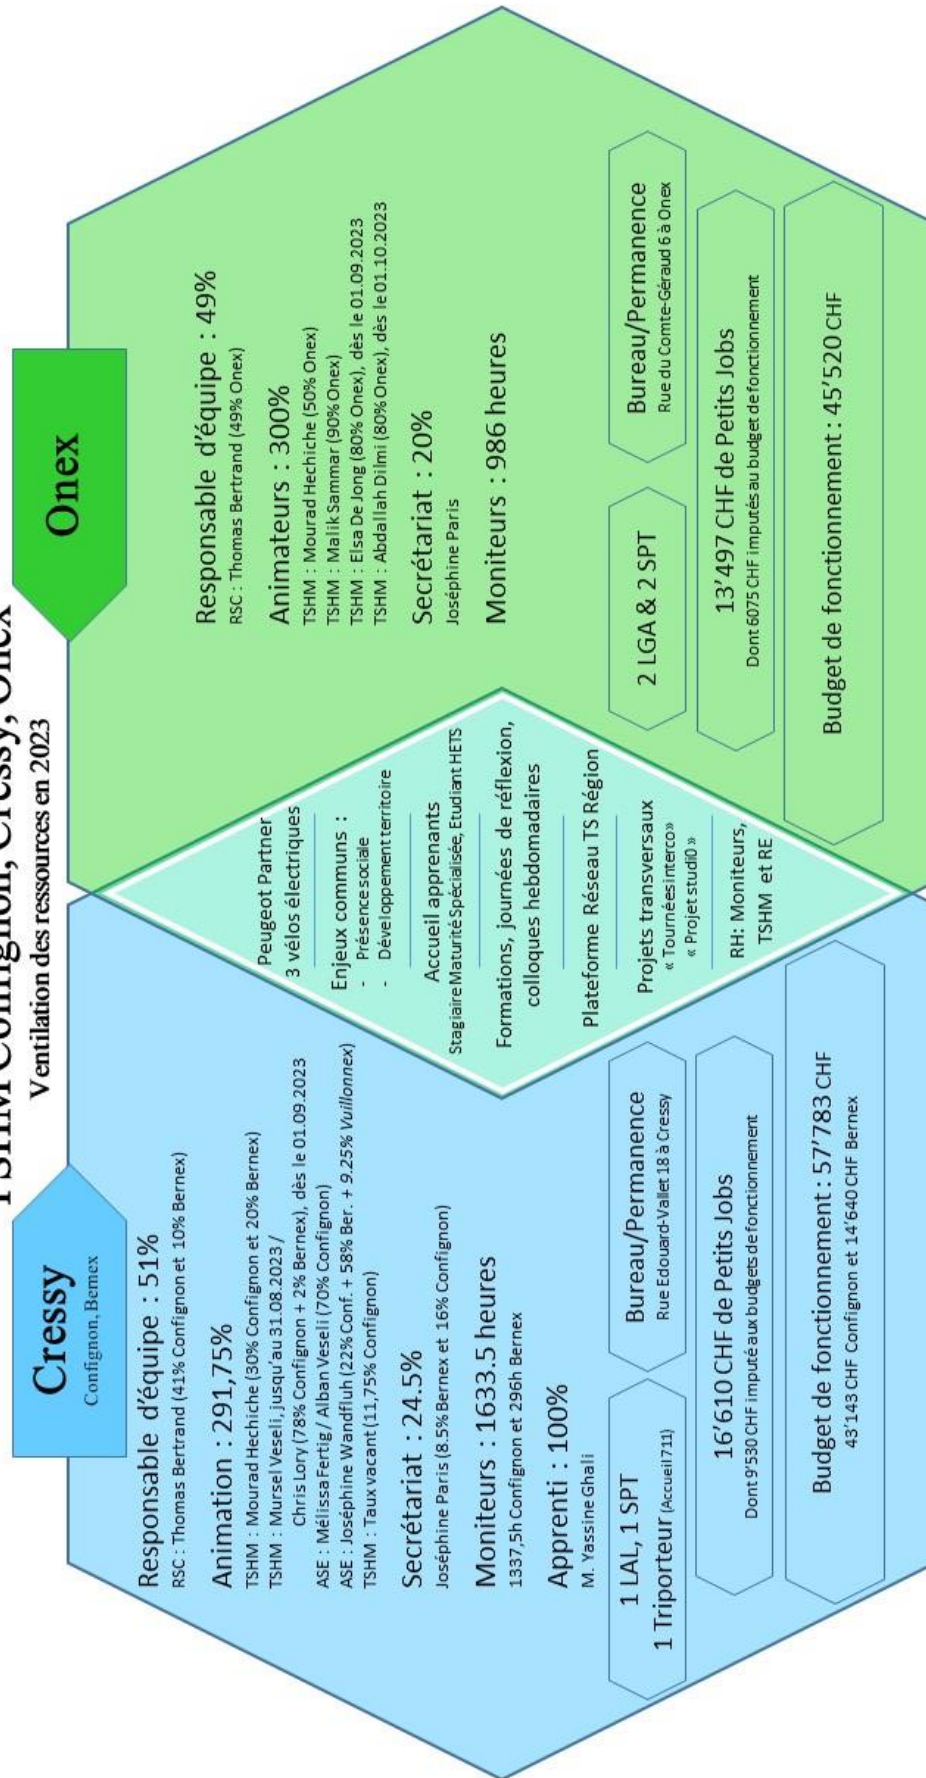 TSHM Confignon, Cressy, Onex
Ventilation des ressources en 2023
Cressy
Confignon, Bernex
Responsable d'équipe : 51%
RSC : Thomas Bertrand (41% Confignon et 10% Bernex)
Animation : 291,75%
TSHM : Mourad Hechiche (30% Confignon et 20% Bernex)
TSHM : Mursel Veseli, jusqu'au 31.08.2023 /
Chris Lory (78% Confignon + 2% Bernex), dès le 01.09.2023
ASE : Mélissa Fertig / Alban Veseli (70% Confignon)
ASE : Joséphine Wandfluh (22% Conf. + 58% Ber. + 9.25% Vuillonnex)
TSHM : Taux vacant (11,75% Confignon)
Secrétariat : 24.5%
Joséphine Paris (8.5% Bernex et 16% Confignon)
Moniteurs : 1633.5 heures
1337,5h Confignon et 296h Bernex
Apprenti : 100%
M. Yassine Ghali
1 LAL, 1 SPT
1 Triporteur (Accueil 711)
Bureau/Permanence
Rue Edouard-Vallet 18 à Cressy
16'610 CHF de Petits Jobs
Dont 9'530 CHF imputé aux budgets de fonctionnement
Budget de fonctionnement : 57'783 CHF
43'143 CHF Confignon et 14'640 CHF Bernex
Peugeot Partner
3 vélos électriques
Enjeux communs :
- Présence sociale
- Développement territoire
Accueil apprenants
Stagiaire Maturité Spécialisée, Etudiant HETS
Formations, journées de réflexion,
colloques hebdomadaires
Plateforme Réseau TS Région
Projets transversaux
« Tournées interco»
« Projet studi0 »
RH: Moniteurs,
TSHM et RE
Onex
Responsable d'équipe : 49%
RSC : Thomas Bertrand (49% Onex)
Animateurs : 300%
TSHM : Mourad Hechiche (50% Onex)
TSHM : Malik Sammar (90% Onex)
TSHM : Elsa De Jong (80% Onex), dès le 01.09.2023
TSHM : Abdallah Dilmi (80% Onex), dès le 01.10.2023
Secrétariat : 20%
Joséphine Paris
Moniteurs : 986 heures
2 LGA & 2 SPT
Bureau/Permanence
Rue du Comte-Géraud 6 à Onex
13'497 CHF de Petits Jobs
Dont 6075 CHF imputés au budget de fonctionnement
Budget de fonctionnement : 45'520 CHF